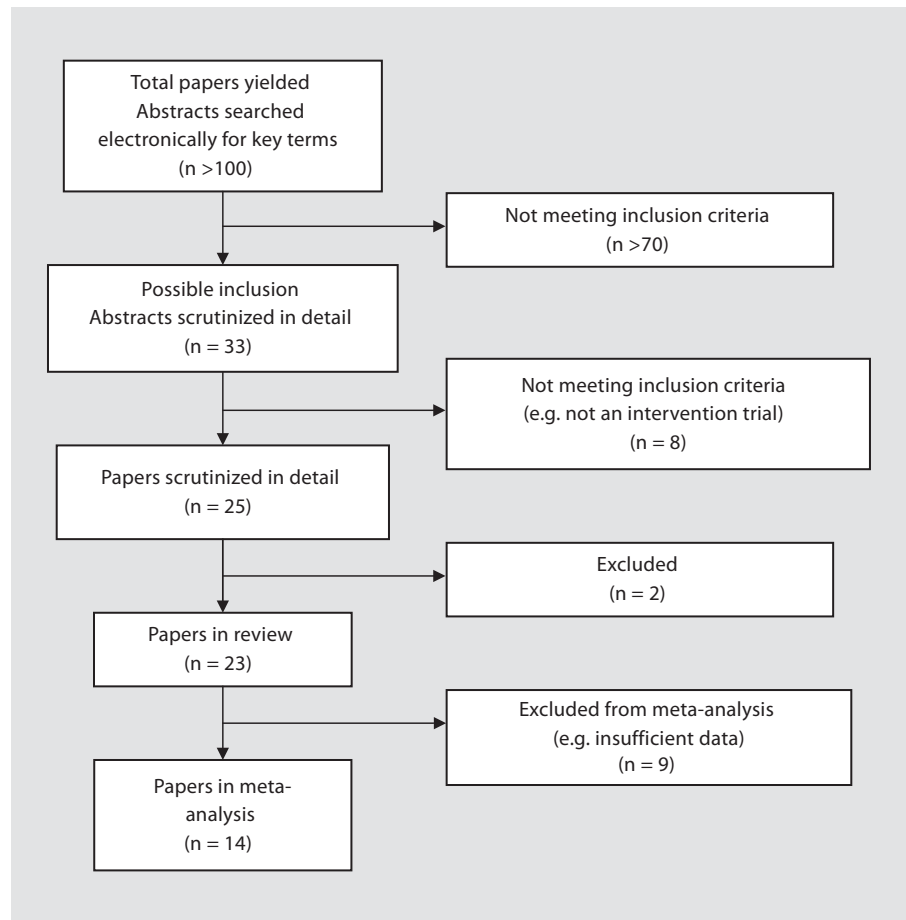 Total papers yielded
Abstracts searched
electronically for key terms
(n >100)
Not meeting inclusion criteria
(n >70)
Possible inclusion
Abstracts scrutinized in detail
(n = 33)
Not meeting inclusion criteria
(e.g. not an intervention trial)
(n = 8)
Papers scrutinized in detail
(n = 25)
Excluded
(n = 2)
Papers in review
(n = 23)
Excluded from meta-analysis
(e.g. insufficient data)
(n = 9)
Papers in meta-
analysis
(n = 14)